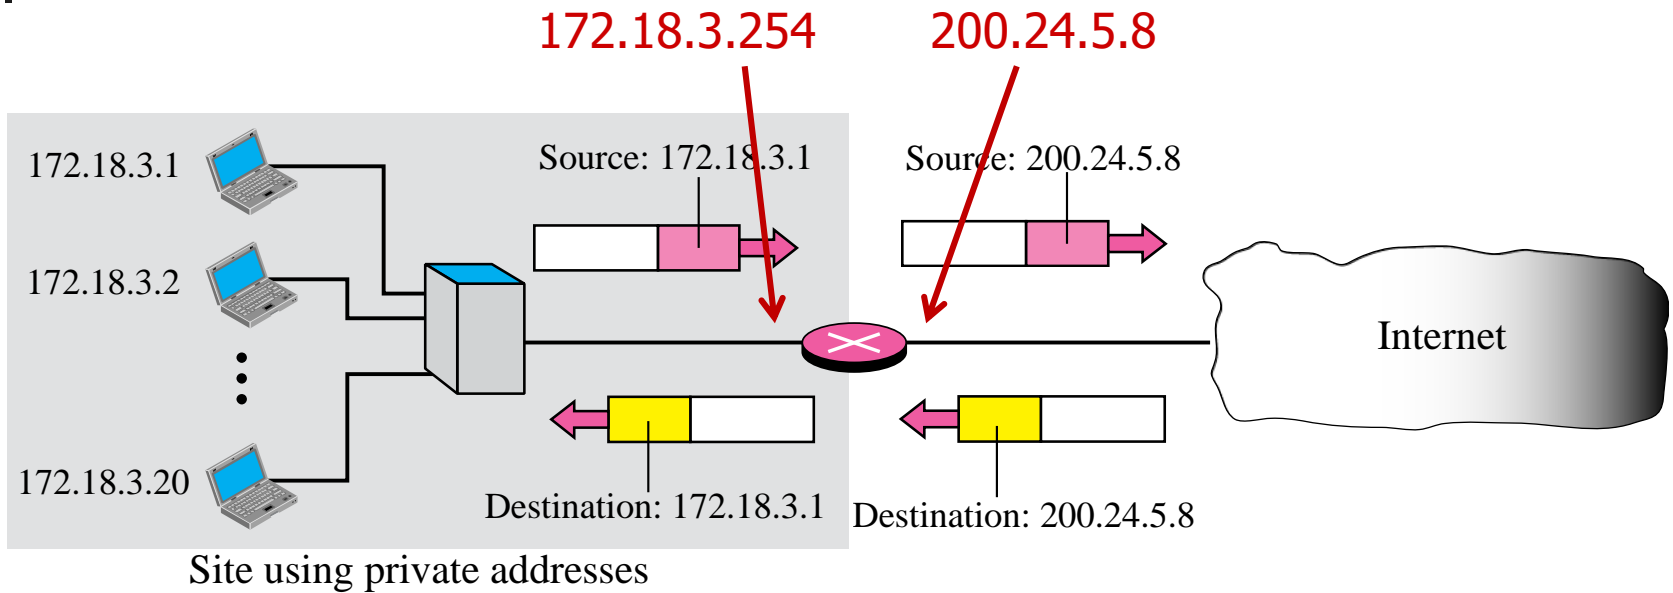 172.18.3.254
200.24.5.8
172.18.3.1
Source: 172.18.3.1
Source: 200.24.5.8
172.18.3.2
Internet
172.18.3.20
Destination: 172.18.3.1
Destination: 200.24.5.8
Site using private addresses